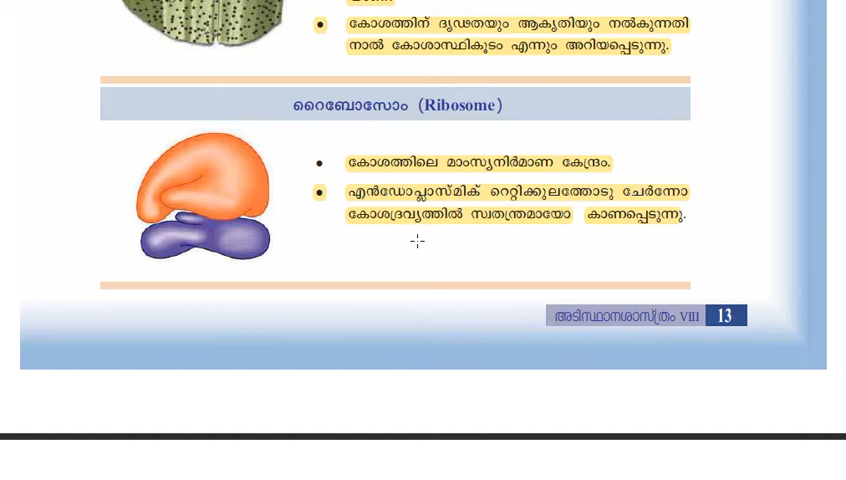 ● കോശത്തിന് ദൃഢതയും ആകൃതിയും നൽകുന്നതി
നാൽ കോശാസ്ഥികൂടം എന്നും അറിയപ്പെടുന്നു.
റൈബോസോം (Ribosome)
● കോശത്തിലെ മാംസ്യനിർമാണ കേന്ദ്രം.
● എൻഡോപ്ലാസ്മിക് റെറ്റിക്കുലത്തോടു ചേർന്നോ
കോശദ്രവ്യത്തിൽ സ്വതന്ത്രമായോ കാണപ്പെടുന്നു.
അടിസ്ഥാനശാസ്ത്രം VIII 13